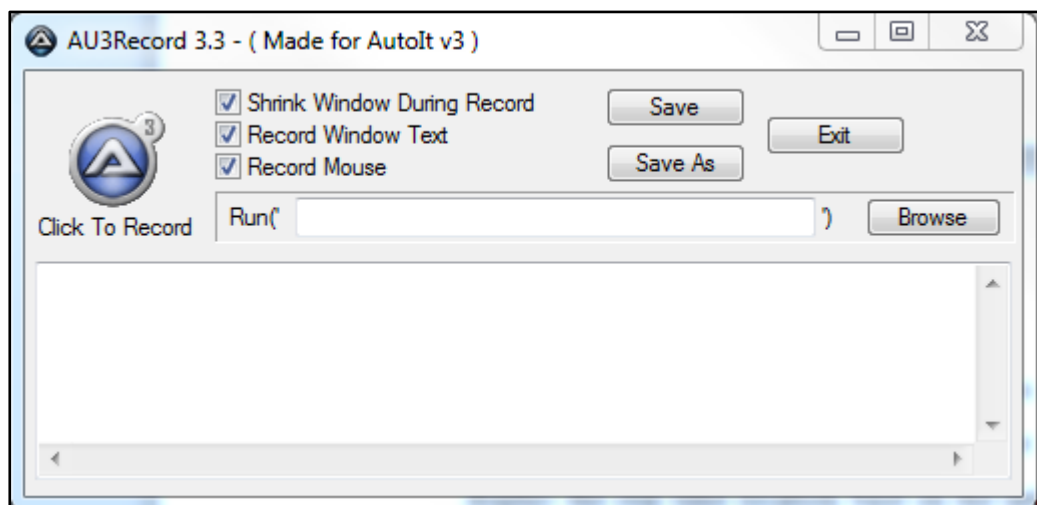 AU3Record 3.3 - ( Made for AutoIt v3 )
Shrink Window During Record
Record Window Text
Record Mouse
Save
Save As
Exit
3
Click To Record
Run(" ") Browse